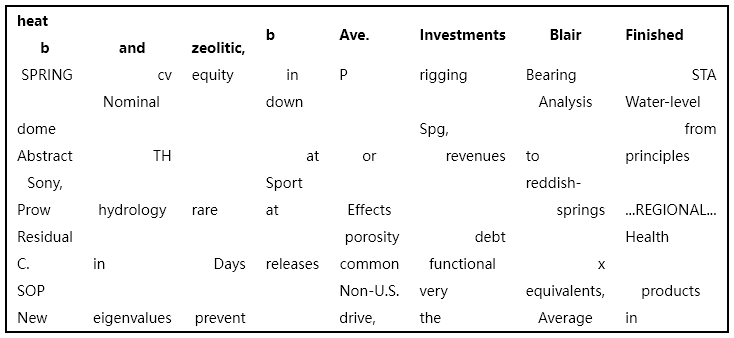 heat b and zeolitic, b Ave. Investments Blair Finished
SPRING cv equity in P rigging Bearing STA
Nominal down Analysis Water-level
dome Spg, from
Abstract TH at or revenues to principles
Sony, Sport reddish-
Prow hydrology rare at Effects springs ...REGIONAL...
Residual porosity debt Health
C. in Days releases common functional x
SOP Non-U.S. very equivalents, products
New eigenvalues prevent drive, the Average in